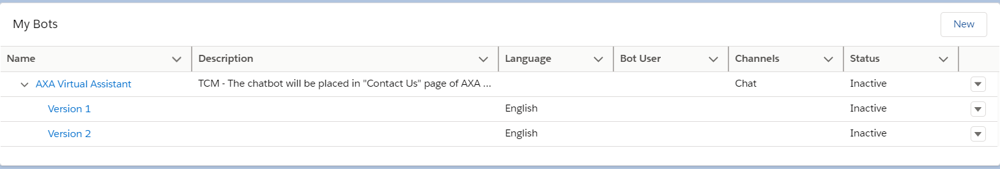 My Bots
New
Name Description Language Bot User Channels Status
AXA Virtual Assistant TCM - The chatbot will be placed in "Contact Us" page of AXA ... Chat Inactive
Version 1 English Inactive
Version 2 English Inactive